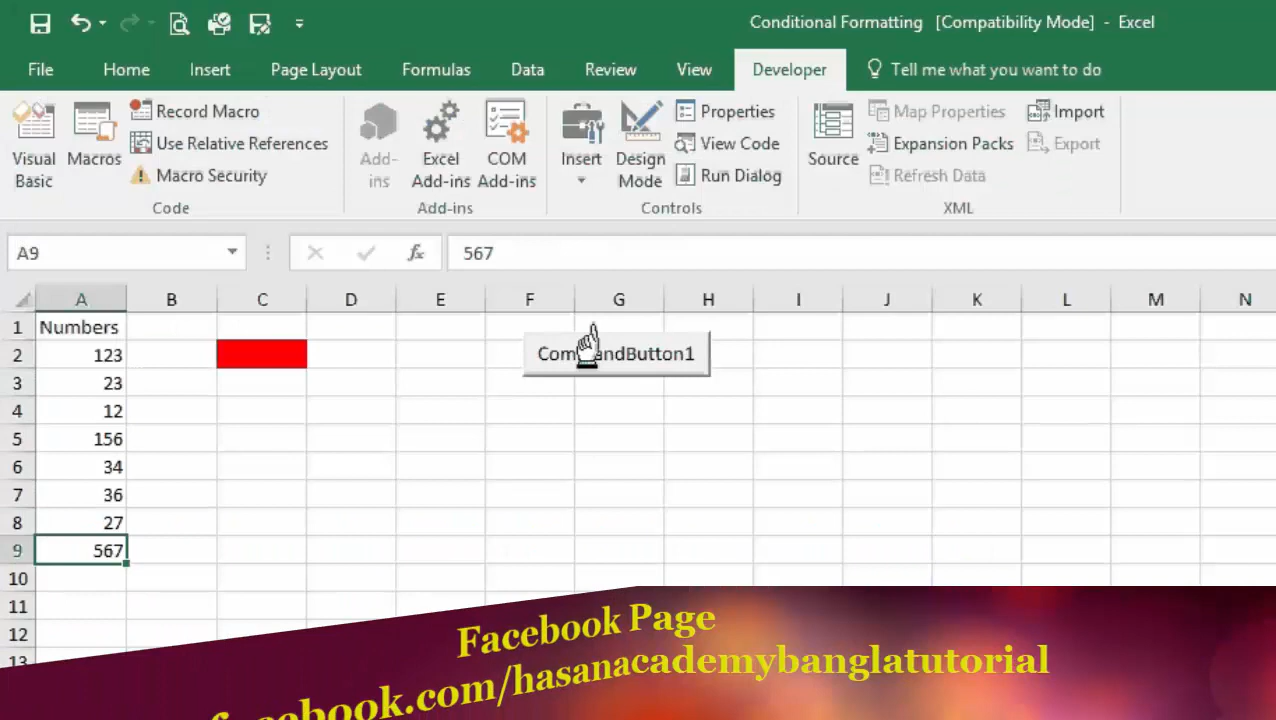 Conditional Formatting [Compatibility Mode] - Excel
File Home Insert Page Layout Formulas Data Review View Developer Tell me what you want to do
Visual Basic
Macros
Record Macro
Use Relative References
Macro Security
Code
Add-ins
Excel Add-ins
COM Add-ins
Add-ins
Insert
Design Mode
Properties
View Code
Run Dialog
Controls
Source
Map Properties
Expansion Packs
Refresh Data
Import
Export
XML
A9 fx 567
A B C D E F G H I J K L M N
1 Numbers
2 123
3 23
4 12
5 156
6 34
7 36
8 27
9 567
10
11
12
13
CommandButton1
Facebook Page
facebook.com/hasanacademybanglatutorial